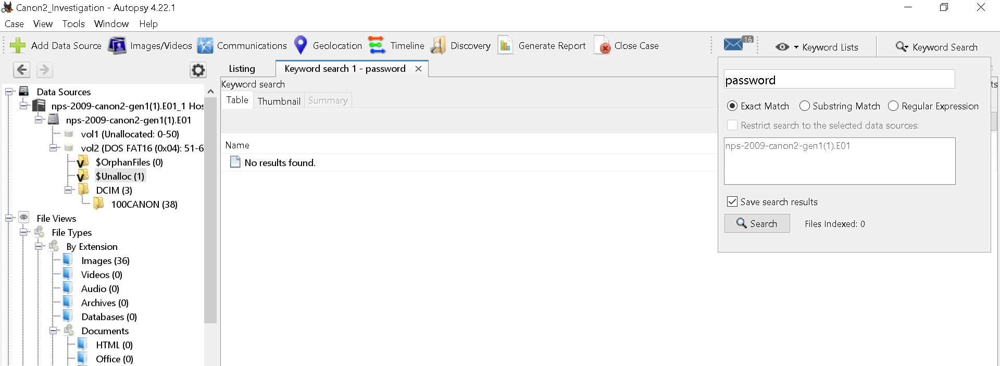 Canon2_Investigation - Autopsy 4.22.1
Case View Tools Window Help
Add Data Source Images/Videos Communications Geolocation Timeline Discovery Generate Report Close Case 16 Keyword Lists Keyword Search
Listing Keyword search 1 - password
Keyword search
Table Thumbnail Summary
Name
No results found.
Data Sources
nps-2009-canon2-gen1(1).E01_1 Hos
nps-2009-canon2-gen1(1).E01
vol1 (Unallocated: 0-50)
vol2 (DOS FAT16 (0x04): 51-6
$OrphanFiles (0)
$Unalloc (1)
DCIM (3)
100CANON (38)
File Views
File Types
By Extension
Images (36)
Videos (0)
Audio (0)
Archives (0)
Databases (0)
Documents
HTML (0)
Office (0)
password
Exact Match Substring Match Regular Expression
Restrict search to the selected data sources:
nps-2009-canon2-gen1(1).E01
Save search results
Search Files Indexed: 0
ts